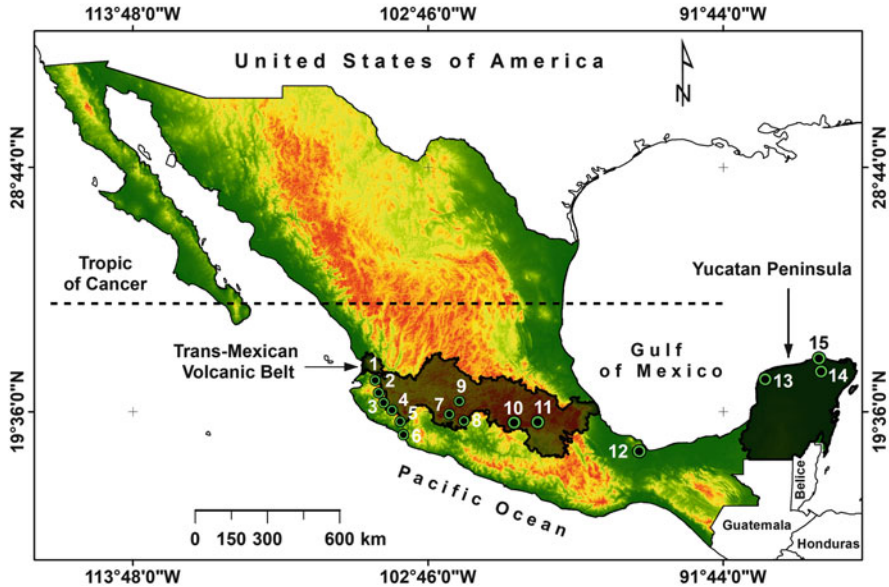 113°48'0"W 102°46'0"W 91°44'0"W
United States of America
N
28°44'0"N
28°44'0"N
Tropic
of Cancer
Yucatan Peninsula
Trans-Mexican
Volcanic Belt
Gulf
of Mexico
19°36'0"N
19°36'0"N
1
2
3
4
5
6
7
8
9
10
11
12
13
14
15
Pacific Ocean
Belice
Guatemala
Honduras
0 150 300 600 km
113°48'0"W 102°46'0"W 91°44'0"W